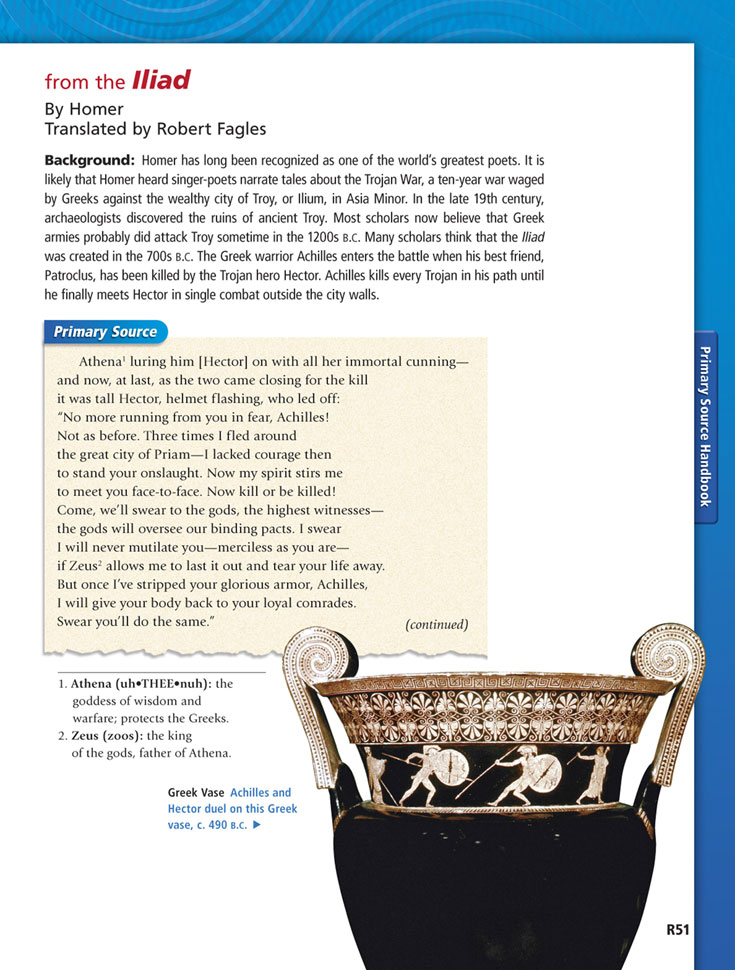 from the Iliad
By Homer
Translated by Robert Fagles
Background: Homer has long been recognized as one of the world's greatest poets. It is
likely that Homer heard singer-poets narrate tales about the Trojan War, a ten-year war waged
by Greeks against the wealthy city of Troy, or Ilium, in Asia Minor. In the late 19th century,
archaeologists discovered the ruins of ancient Troy. Most scholars now believe that Greek
armies probably did attack Troy sometime in the 1200s B.C. Many scholars think that the Iliad
was created in the 700s B.C. The Greek warrior Achilles enters the battle when his best friend,
Patroclus, has been killed by the Trojan hero Hector. Achilles kills every Trojan in his path until
he finally meets Hector in single combat outside the city walls.
Primary Source
Athena¹ luring him [Hector] on with all her immortal cunning—
and now, at last, as the two came closing for the kill
it was tall Hector, helmet flashing, who led off:
“No more running from you in fear, Achilles!
Not as before. Three times I fled around
the great city of Priam—I lacked courage then
to stand your onslaught. Now my spirit stirs me
to meet you face-to-face. Now kill or be killed!
Come, we’ll swear to the gods, the highest witnesses—
the gods will oversee our binding pacts. I swear
I will never mutilate you—merciless as you are—
if Zeus² allows me to last it out and tear your life away.
But once I’ve stripped your glorious armor, Achilles,
I will give your body back to your loyal comrades.
Swear you’ll do the same.”
(continued)
1. Athena (uh•THEE•nuh): the
goddess of wisdom and
warfare; protects the Greeks.
2. Zeus (zoos): the king
of the gods, father of Athena.
Greek Vase Achilles and
Hector duel on this Greek
vase, c. 490 B.C. ►
Primary Source Handbook
R51